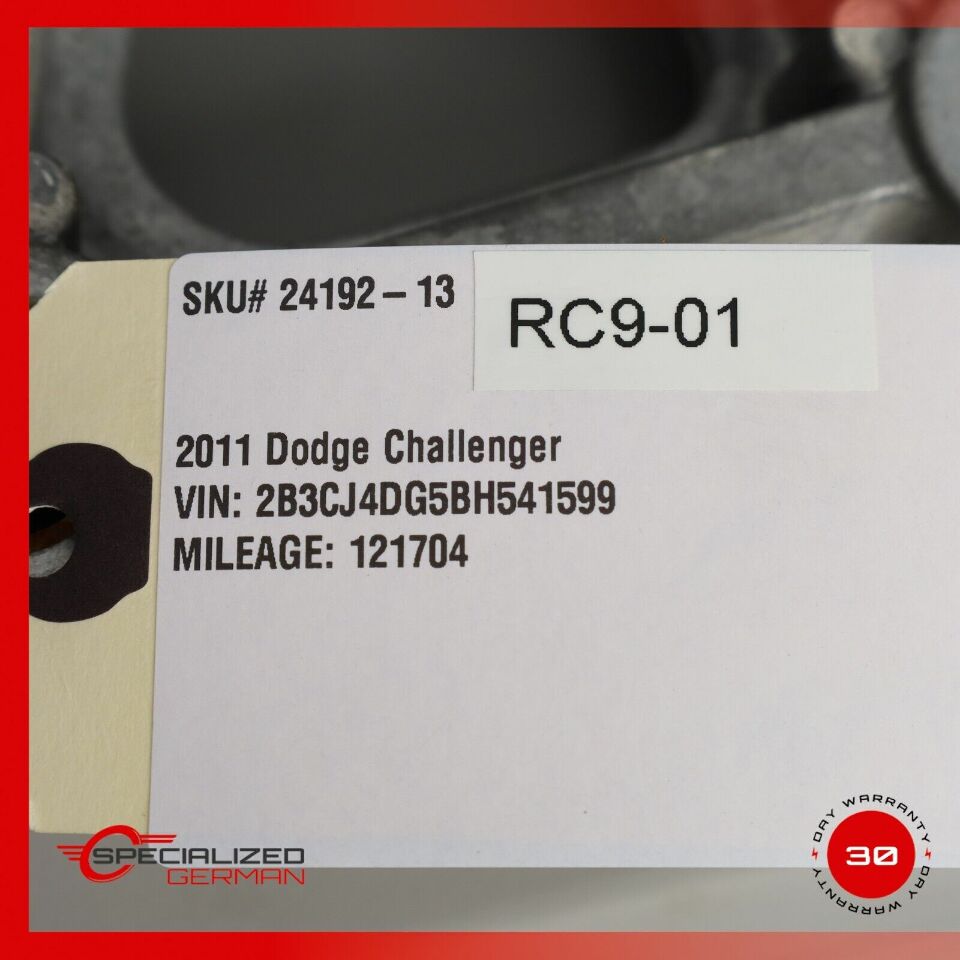 SKU# 24192 – 13
RC9-01
2011 Dodge Challenger
VIN: 2B3CJ4DG5BH541599
MILEAGE: 121704
SPECIALIZED
GERMAN
DAY WARRANTY
30
DAY WARRANTY